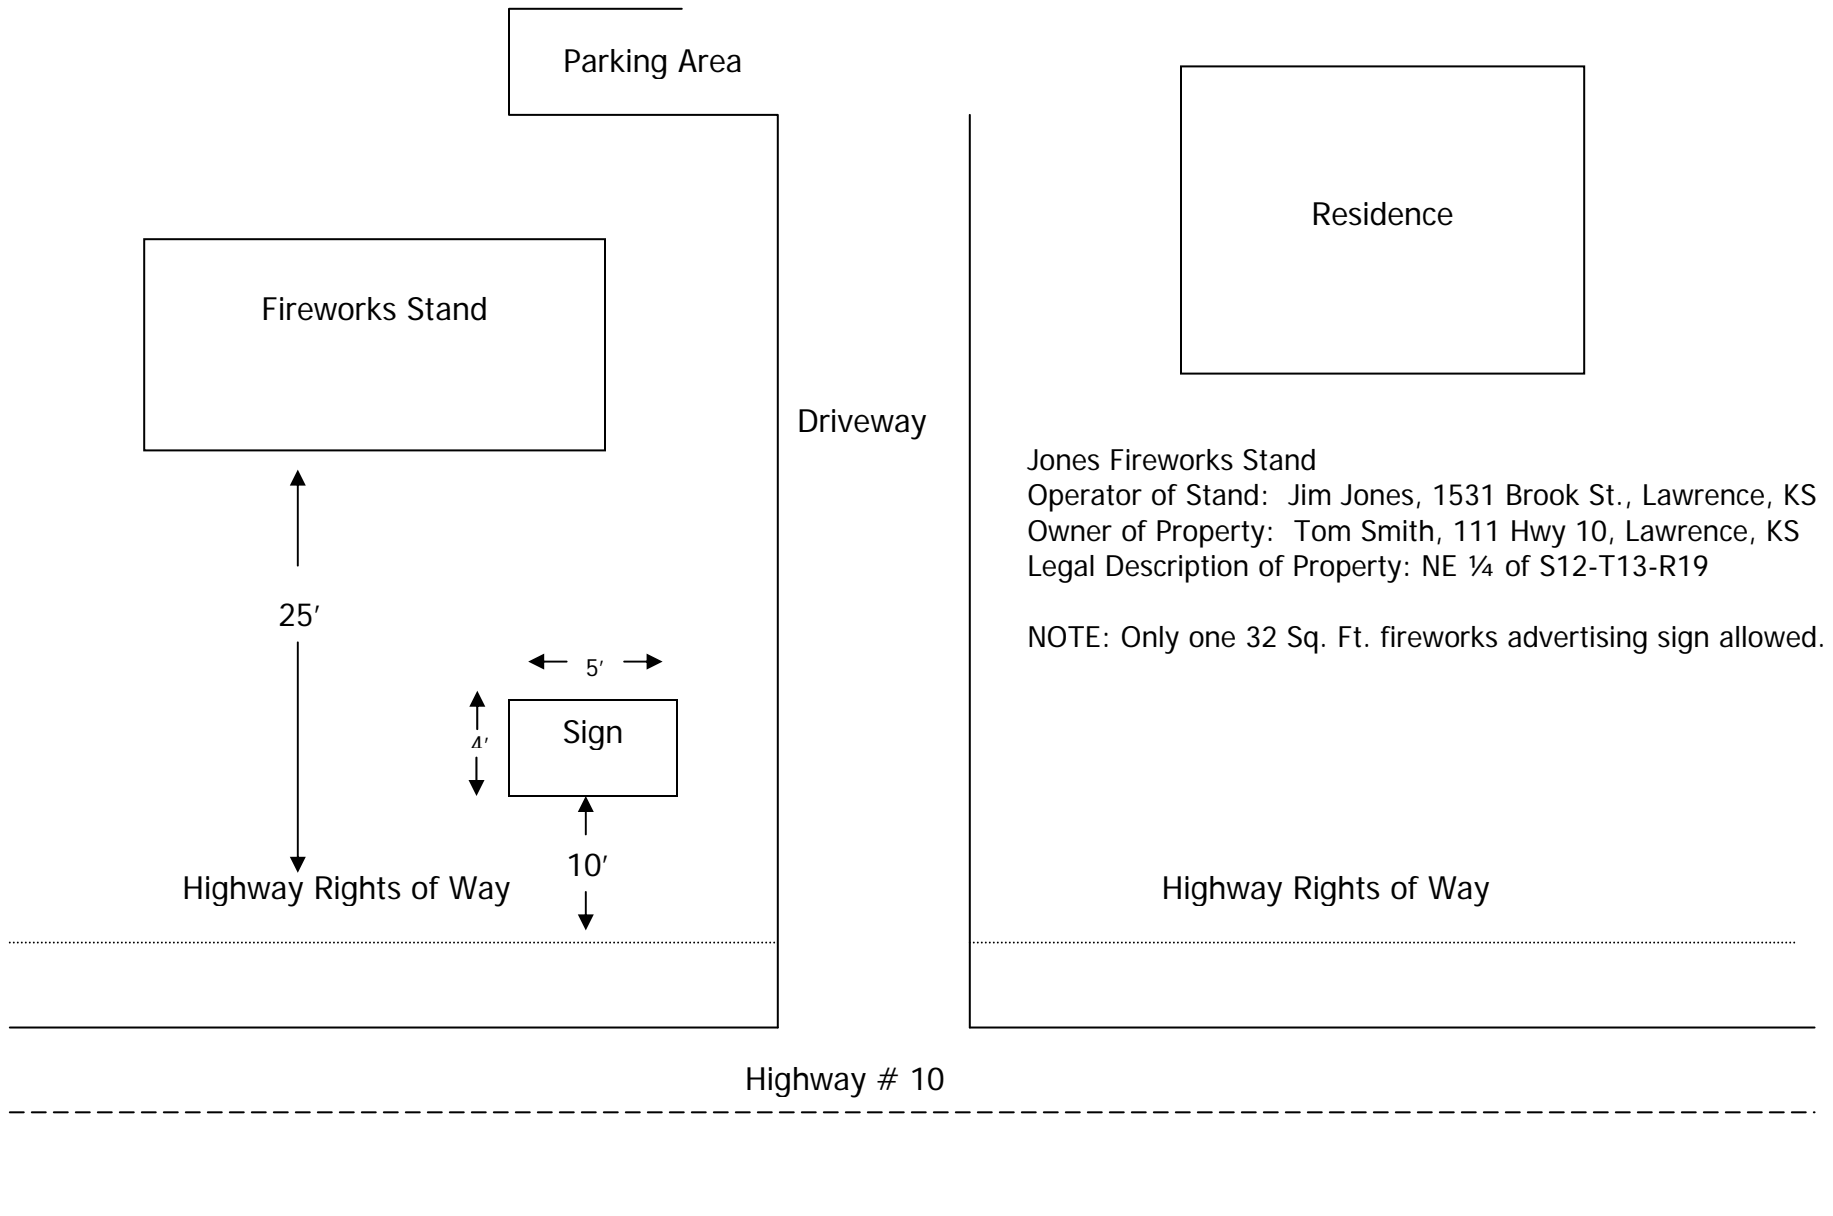 Parking Area
Residence
Fireworks Stand
Driveway
Jones Fireworks Stand
Operator of Stand:  Jim Jones, 1531 Brook St., Lawrence, KS
Owner of Property:  Tom Smith, 111 Hwy 10, Lawrence, KS
Legal Description of Property: NE ¼ of S12-T13-R19
NOTE: Only one 32 Sq. Ft. fireworks advertising sign allowed.
25′
5′
4′
Sign
10′
Highway Rights of Way
Highway Rights of Way
Highway # 10